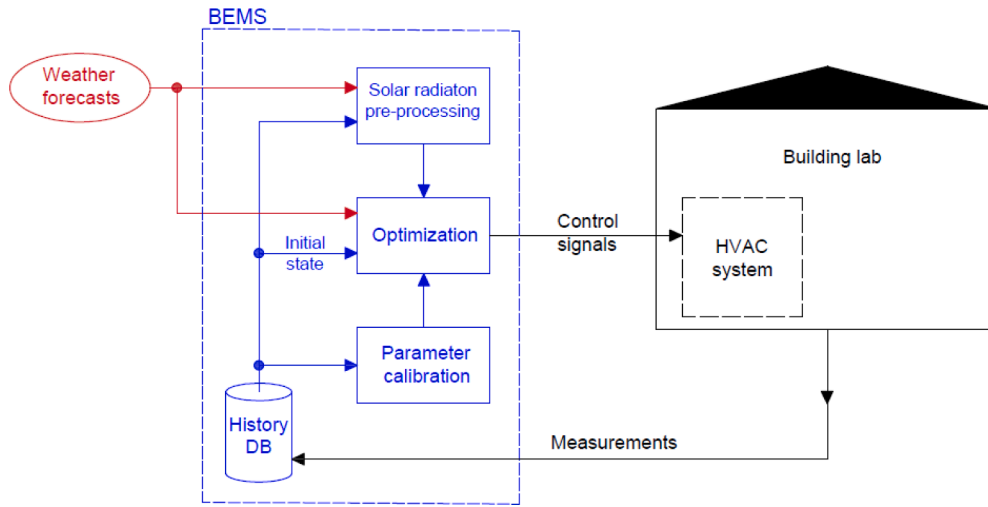 BEMS
Weather
forecasts
Solar radiaton
pre-processing
Building lab
Initial
state
Optimization
Control
signals
HVAC
system
Parameter
calibration
History
DB
Measurements